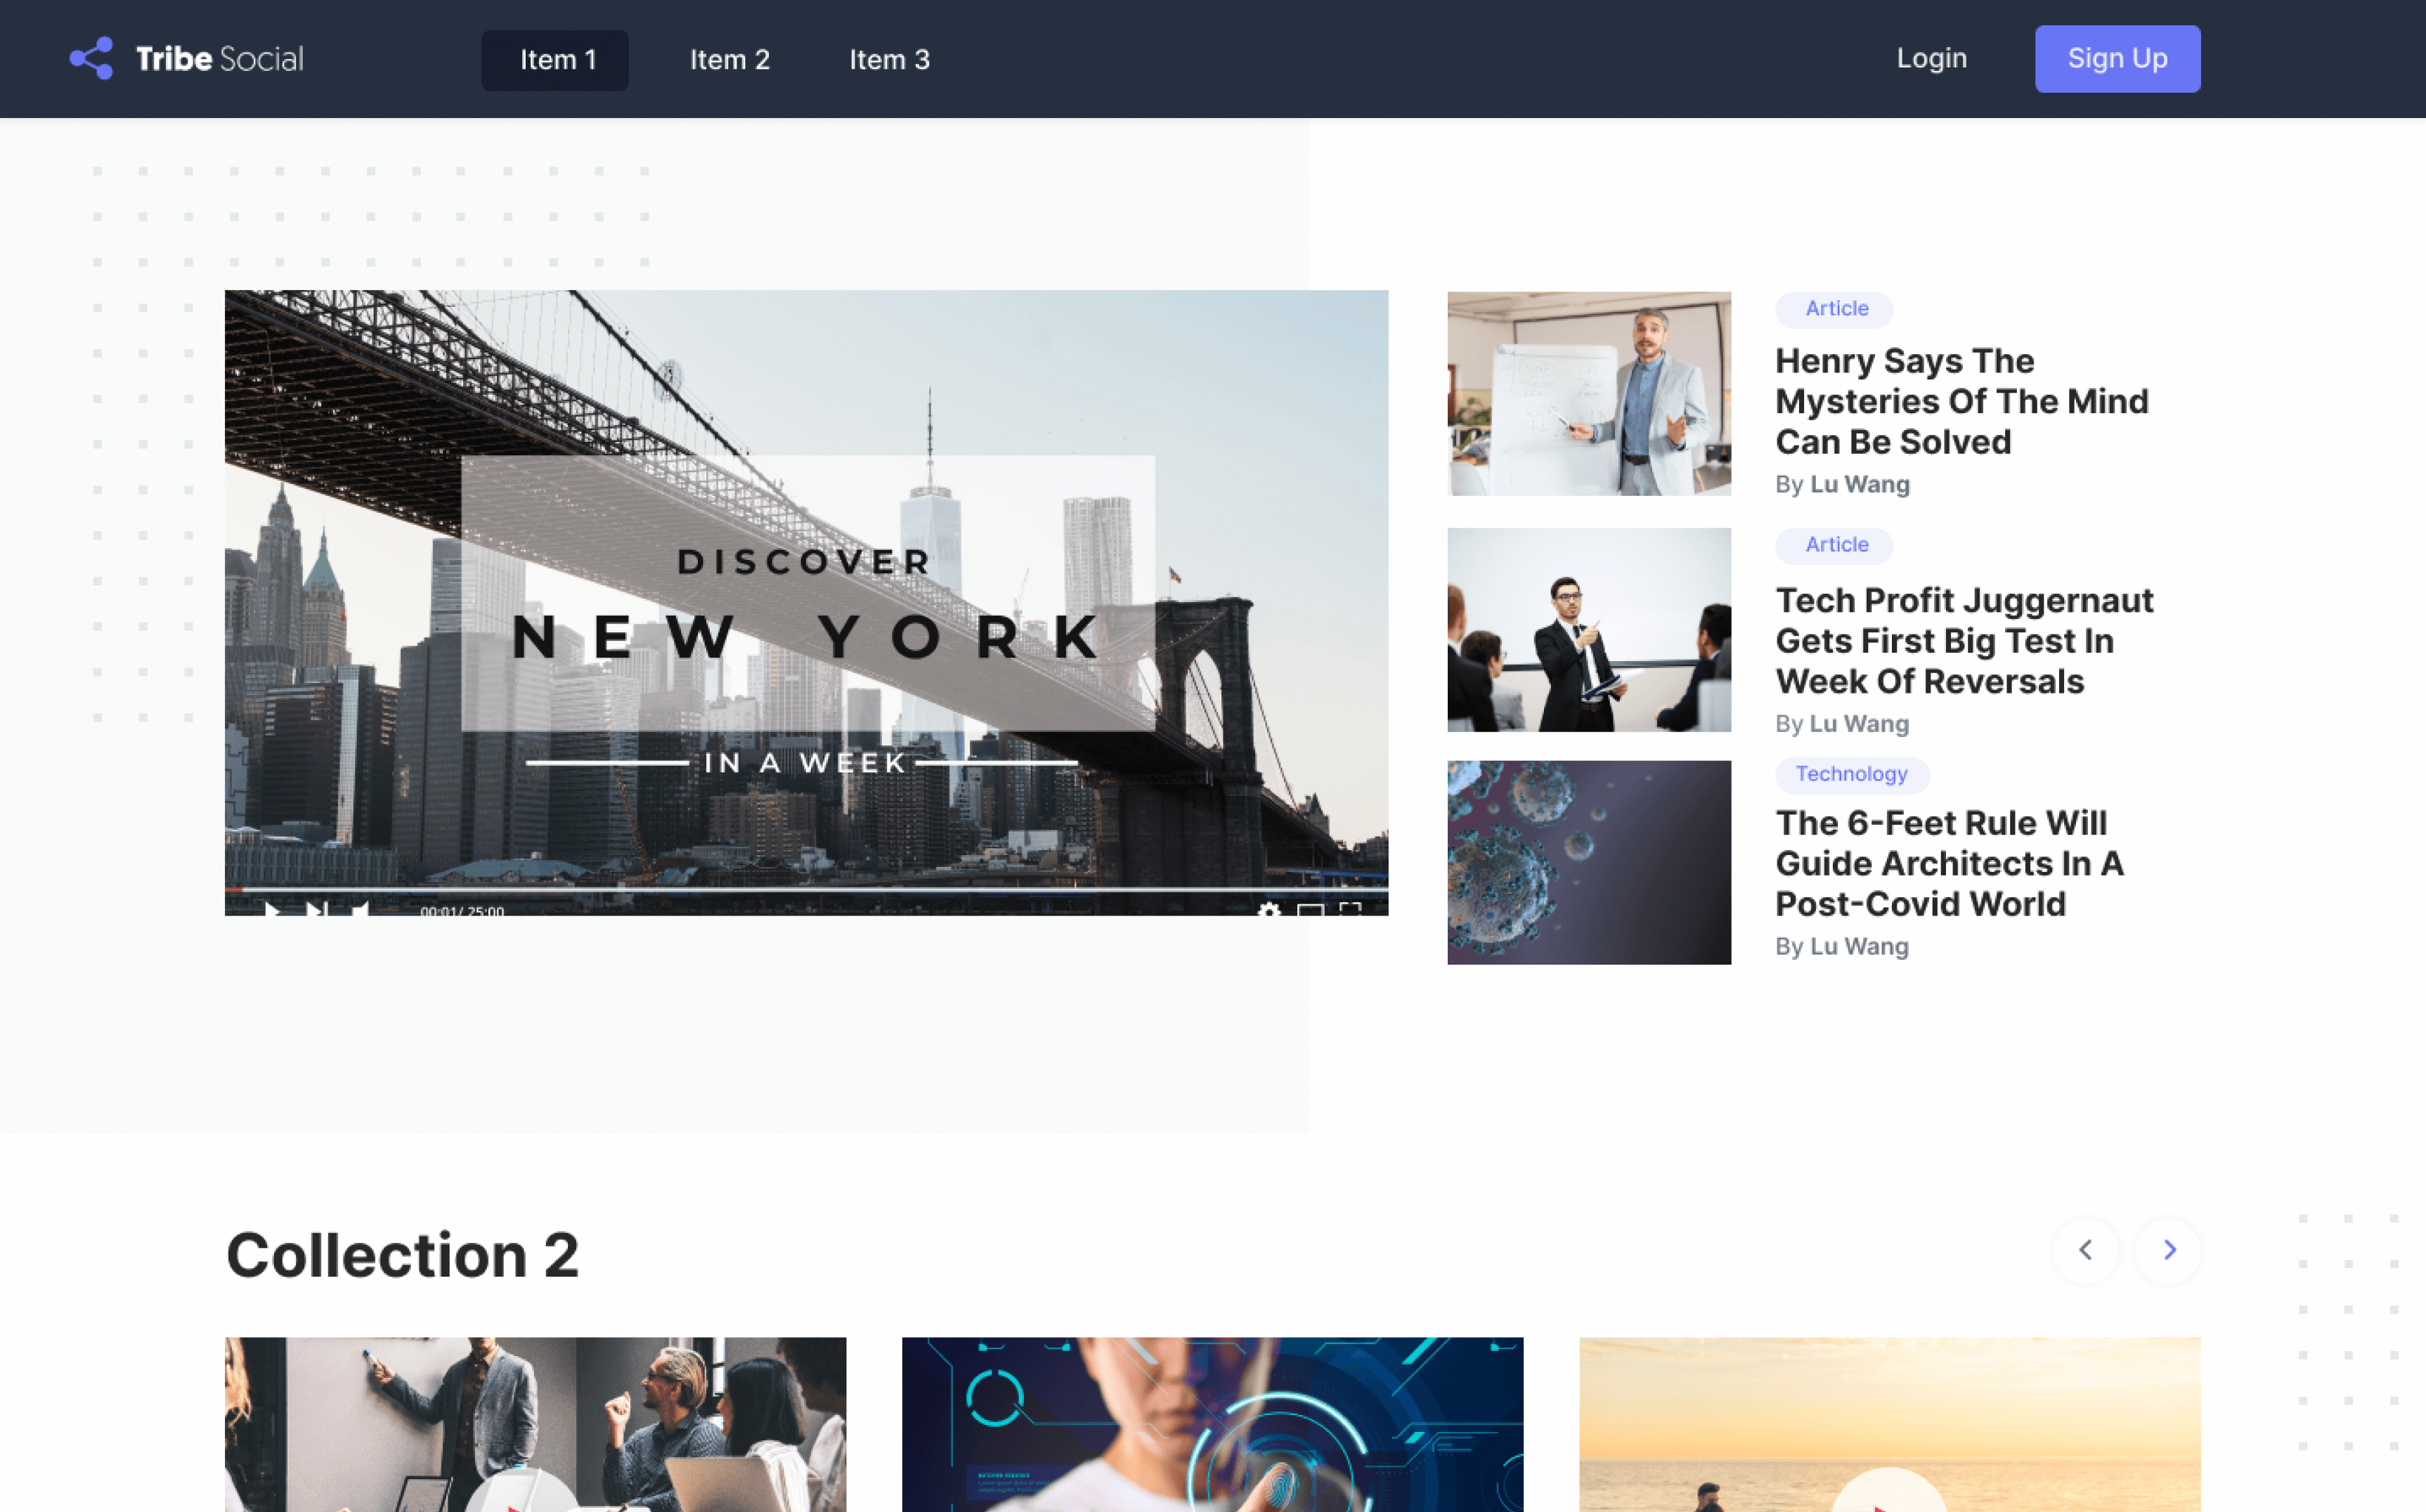 Tribe Social
Item 1
Item 2
Item 3
Login
Sign Up
DISCOVER
NEW YORK
IN A WEEK
00:01/ 25:00
Article
Henry Says The
Mysteries Of The Mind
Can Be Solved
By Lu Wang
Article
Tech Profit Juggernaut
Gets First Big Test In
Week Of Reversals
By Lu Wang
Technology
The 6-Feet Rule Will
Guide Architects In A
Post-Covid World
By Lu Wang
Collection 2